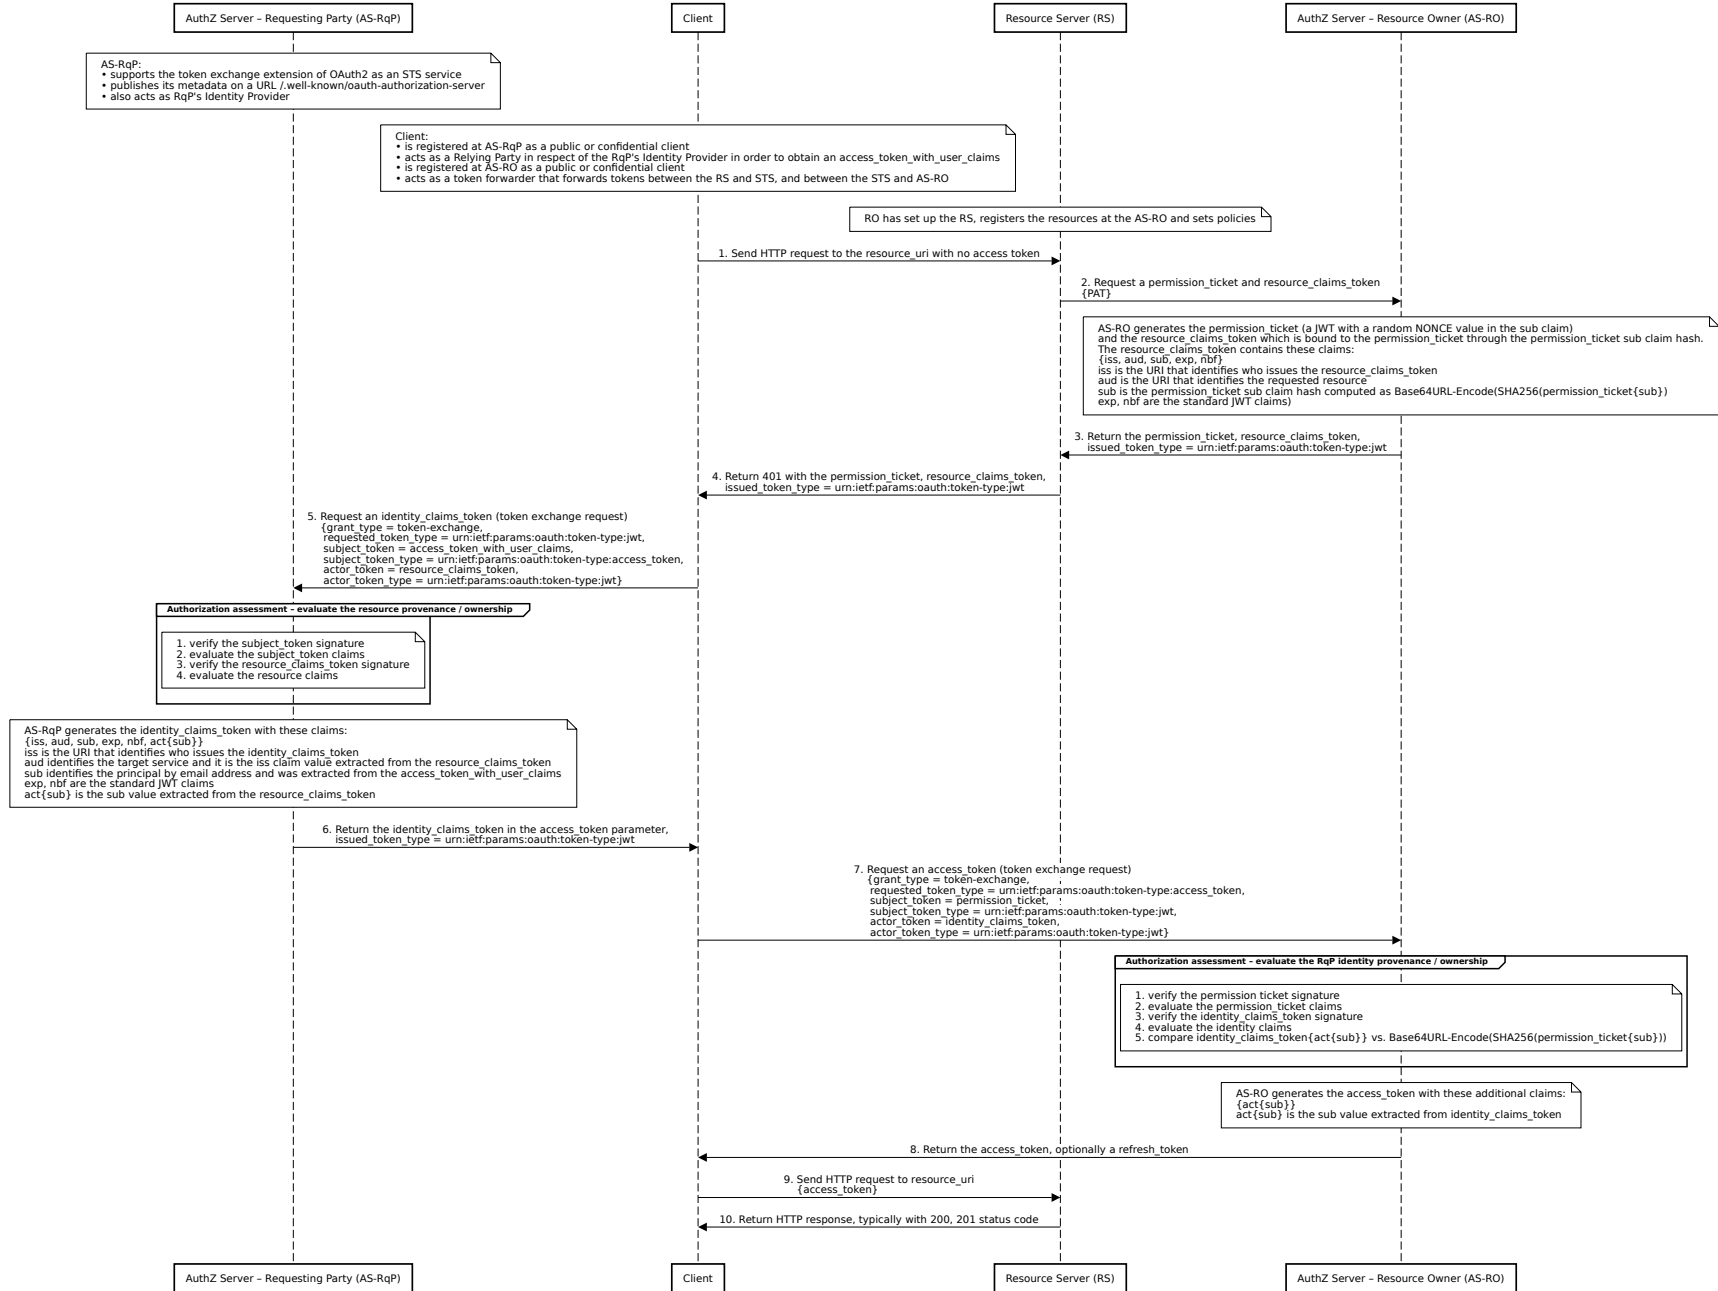 AuthZ Server – Requesting Party (AS-RqP)
Client
Resource Server (RS)
AuthZ Server – Resource Owner (AS-RO)
AS-RqP:
• supports the token exchange extension of OAuth2 as an STS service
• publishes its metadata on a URL /.well-known/oauth-authorization-server
• also acts as RqP's Identity Provider
Client:
• is registered at AS-RqP as a public or confidential client
• acts as a Relying Party in respect of the RqP's Identity Provider in order to obtain an access_token_with_user_claims
• is registered at AS-RO as a public or confidential client
• acts as a token forwarder that forwards tokens between the RS and STS, and between the STS and AS-RO
RO has set up the RS, registers the resources at the AS-RO and sets policies
1. Send HTTP request to the resource_uri with no access token
2. Request a permission_ticket and resource_claims_token
{PAT}
AS-RO generates the permission_ticket (a JWT with a random NONCE value in the sub claim)
and the resource_claims_token which is bound to the permission_ticket through the permission_ticket sub claim hash.
The resource_claims_token contains these claims:
{iss, aud, sub, exp, nbf}
iss is the URI that identifies who issues the resource_claims_token
aud is the URI that identifies the requested resource
sub is the permission_ticket sub claim hash computed as Base64URL-Encode(SHA256(permission_ticket{sub})
exp, nbf are the standard JWT claims)
3. Return the permission_ticket, resource_claims_token,
issued_token_type = urn:ietf:params:oauth:token-type:jwt
4. Return 401 with the permission_ticket, resource_claims_token,
issued_token_type = urn:ietf:params:oauth:token-type:jwt
5. Request an identity_claims_token (token exchange request)
{grant_type = token-exchange,
requested_token_type = urn:ietf:params:oauth:token-type:jwt,
subject_token = access_token_with_user_claims,
subject_token_type = urn:ietf:params:oauth:token-type:access_token,
actor_token = resource_claims_token,
actor_token_type = urn:ietf:params:oauth:token-type:jwt}
Authorization assessment – evaluate the resource provenance / ownership
1. verify the subject_token signature
2. evaluate the subject_token claims
3. verify the resource_claims_token signature
4. evaluate the resource claims
AS-RqP generates the identity_claims_token with these claims:
{iss, aud, sub, exp, nbf, act{sub}}
iss is the URI that identifies who issues the identity_claims_token
aud identifies the target service and it is the iss claim value extracted from the resource_claims_token
sub identifies the principal by email address and was extracted from the access_token_with_user_claims
exp, nbf are the standard JWT claims
act{sub} is the sub value extracted from the resource_claims_token
6. Return the identity_claims_token in the access_token parameter,
issued_token_type = urn:ietf:params:oauth:token-type:jwt
7. Request an access_token (token exchange request)
{grant_type = token-exchange,
requested_token_type = urn:ietf:params:oauth:token-type:access_token,
subject_token = permission_ticket,
subject_token_type = urn:ietf:params:oauth:token-type:jwt,
actor_token = identity_claims_token,
actor_token_type = urn:ietf:params:oauth:token-type:jwt}
Authorization assessment – evaluate the RqP identity provenance / ownership
1. verify the permission ticket signature
2. evaluate the permission_ticket claims
3. verify the identity_claims_token signature
4. evaluate the identity claims
5. compare identity_claims_token{act{sub}} vs. Base64URL-Encode(SHA256(permission_ticket{sub}))
AS-RO generates the access_token with these additional claims:
{act{sub}}
act{sub} is the sub value extracted from identity_claims_token
8. Return the access_token, optionally a refresh_token
9. Send HTTP request to resource_uri
{access_token}
10. Return HTTP response, typically with 200, 201 status code
AuthZ Server – Requesting Party (AS-RqP)
Client
Resource Server (RS)
AuthZ Server – Resource Owner (AS-RO)